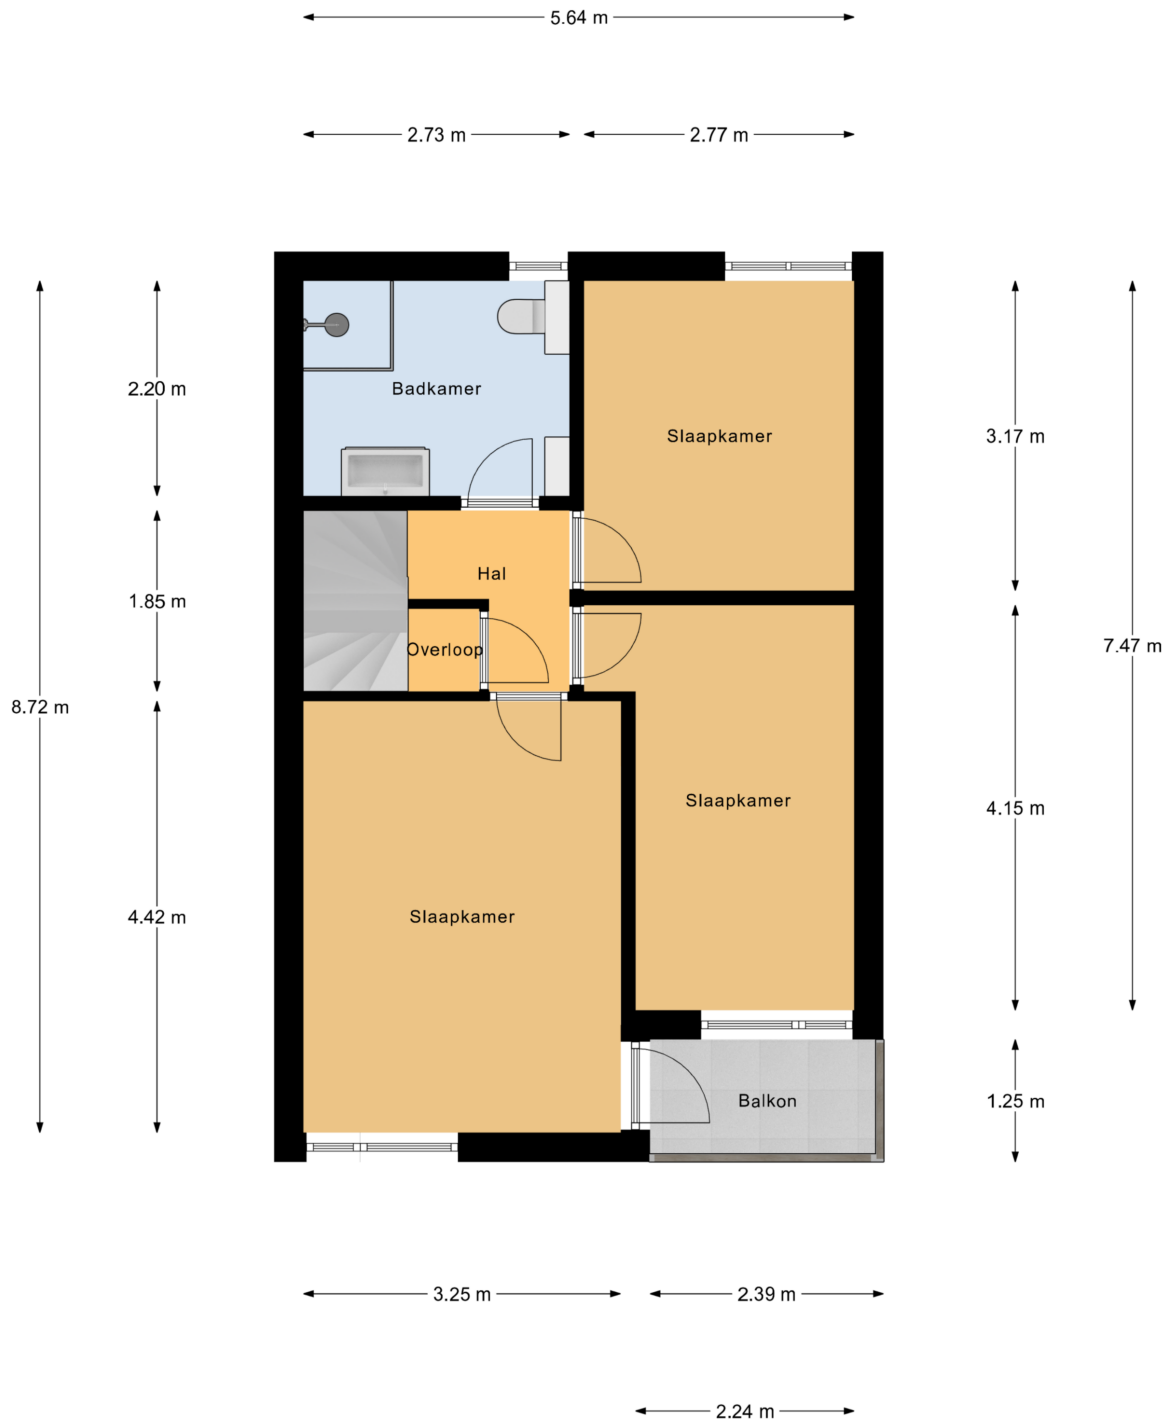 5.64 m
2.73 m
2.77 m
2.20 m
Badkamer
Slaapkamer
3.17 m
Hal
1.85 m
Overloop
7.47 m
8.72 m
Slaapkamer
4.15 m
Slaapkamer
4.42 m
Balkon
1.25 m
3.25 m
2.39 m
2.24 m